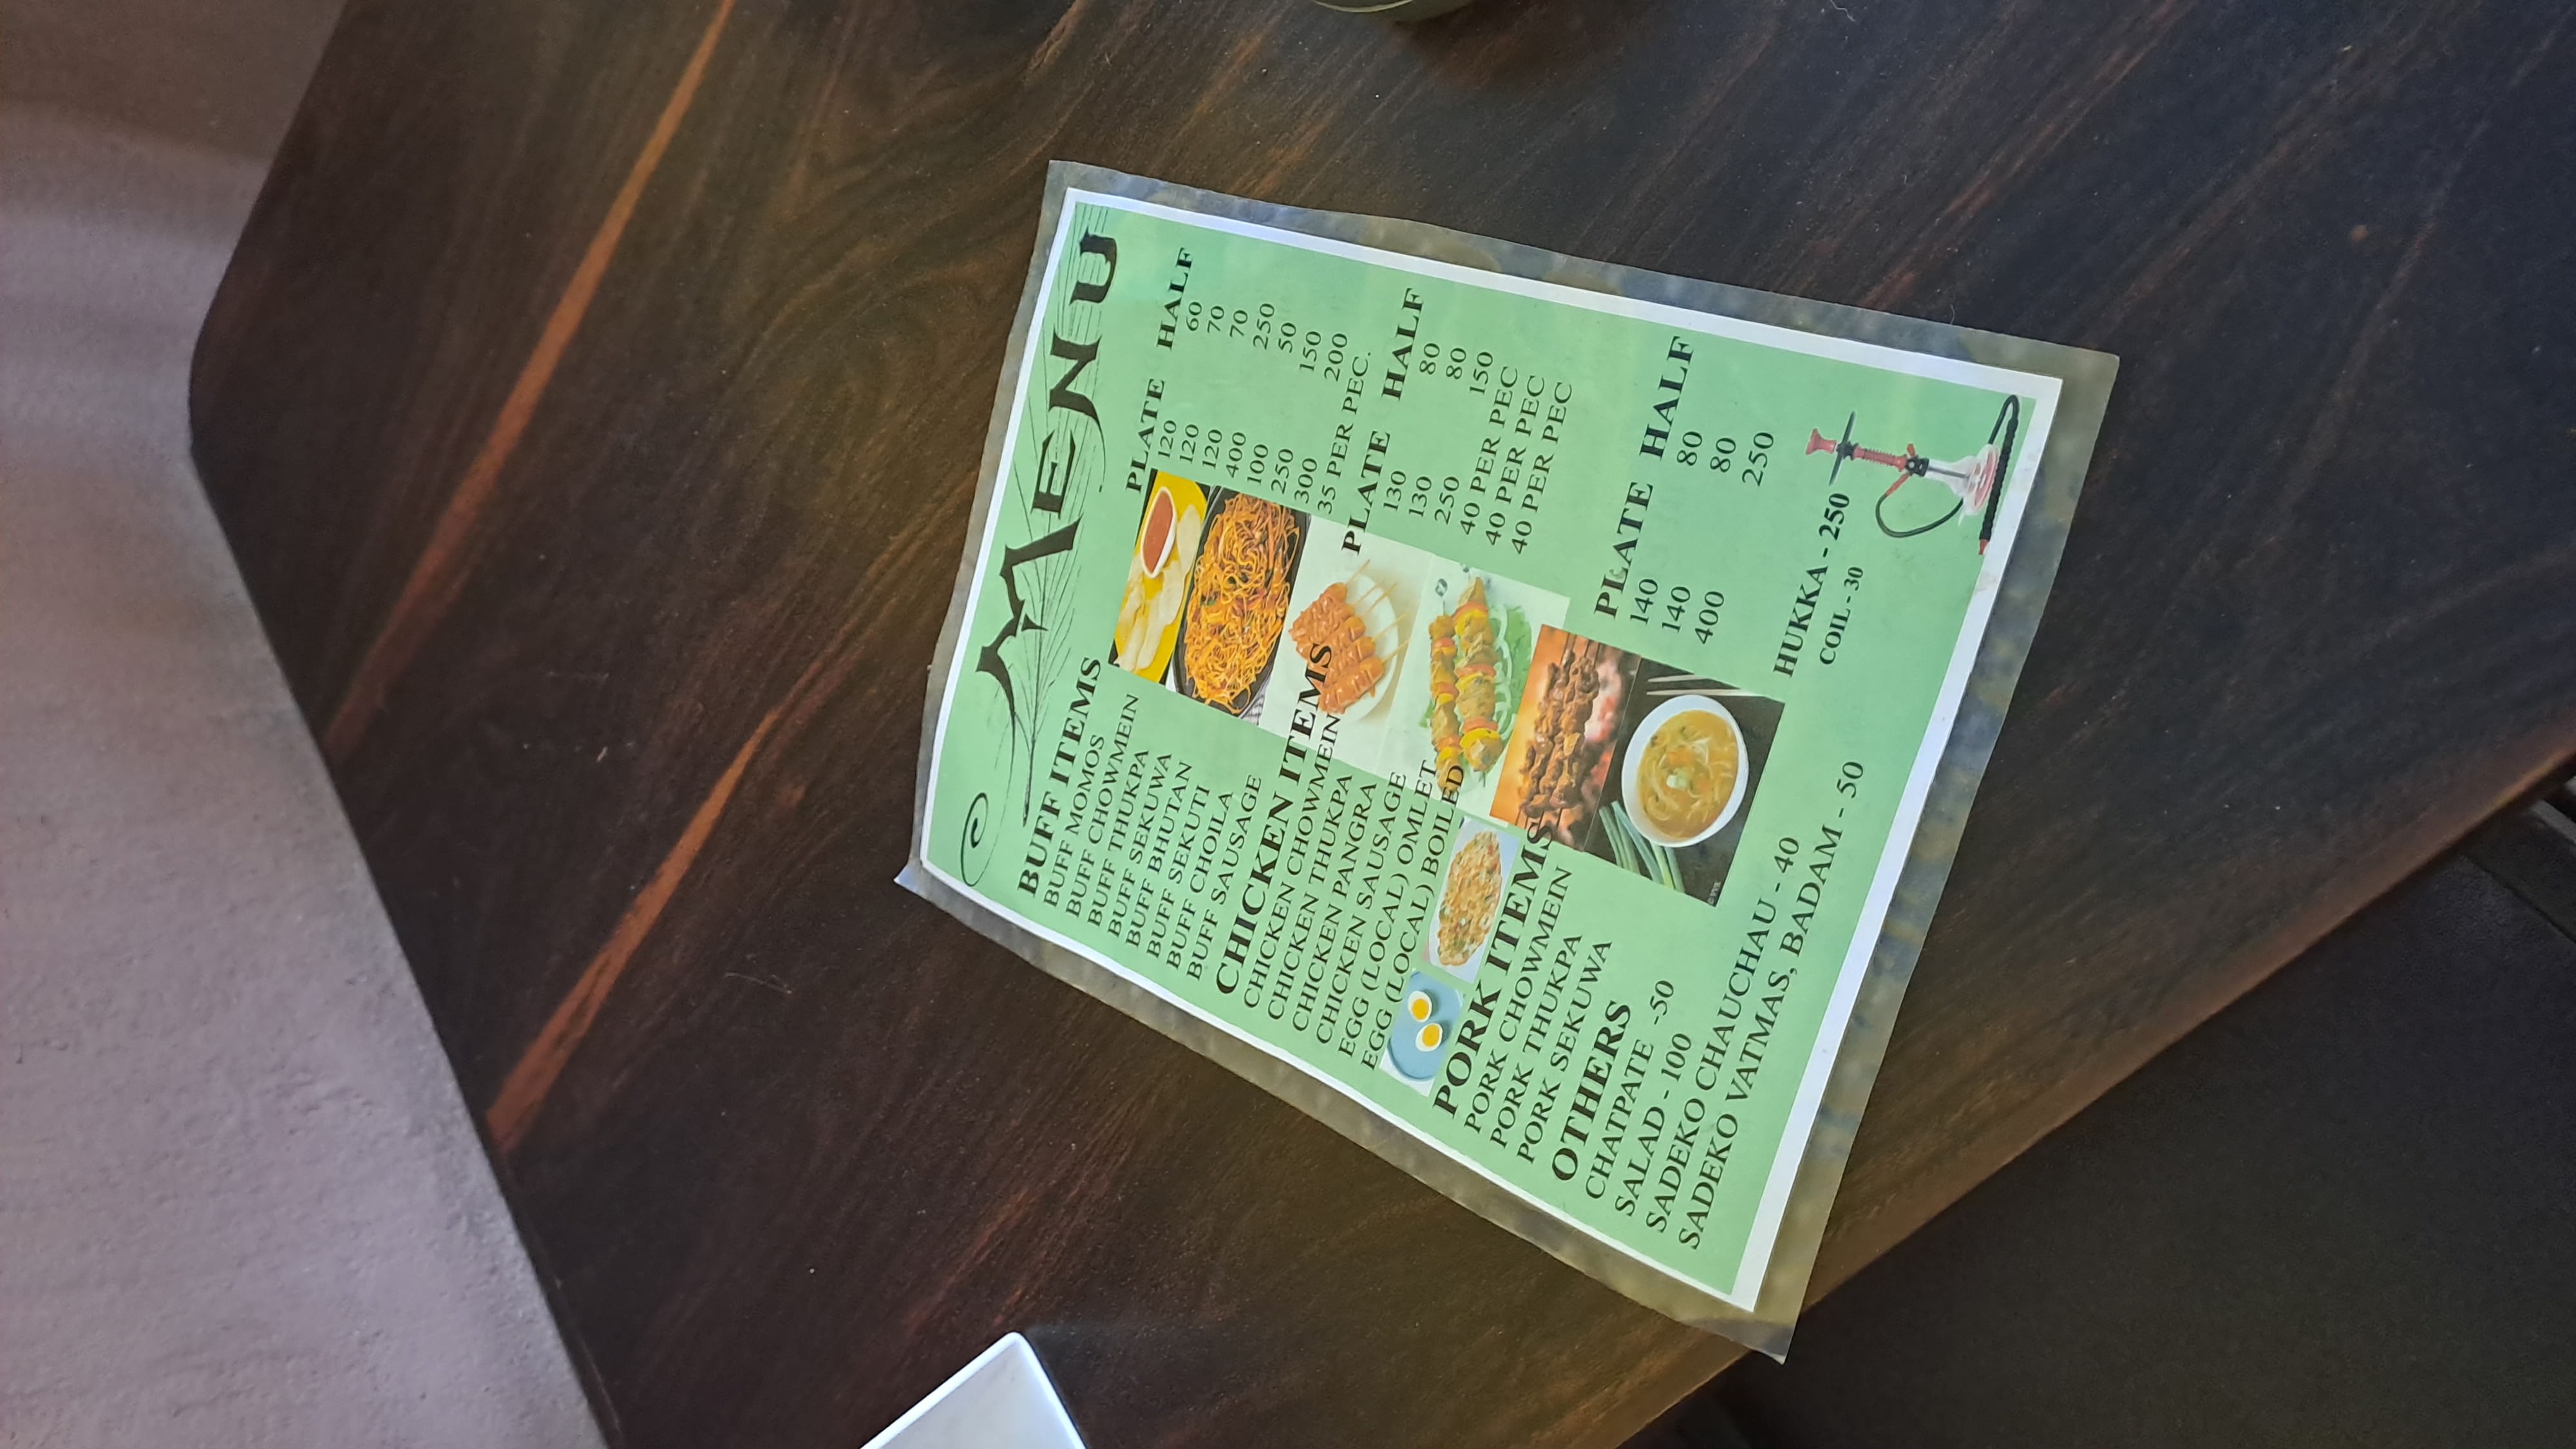 MENU
BUFF ITEMS PLATE HALF
BUFF MOMOS 120 60
BUFF CHOWMEIN 120 70
BUFF THUKPA 120 70
BUFF SEKUWA 400 250
BUFF BHUTAN 100 50
BUFF SEKUTI 250 150
BUFF CHOILA 300 200
BUFF SAUSAGE 35 PER PEC.
CHICKEN ITEMS PLATE HALF
CHICKEN CHOWMEIN 130 80
CHICKEN THUKPA 130 80
CHICKEN PANGRA 250 150
CHICKEN SAUSAGE 40 PER PEC
EGG (LOCAL) OMLET 40 PER PEC
EGG (LOCAL) BOILED 40 PER PEC
PORK ITEMS PLATE HALF
PORK CHOWMEIN 140 80
PORK THUKPA 140 80
PORK SEKUWA 400 250
OTHERS
CHATPATE -50
SALAD - 100
SADEKO CHAUCHAU - 40
SADEKO VATMAS, BADAM - 50
HUKKA - 250
COIL - 30